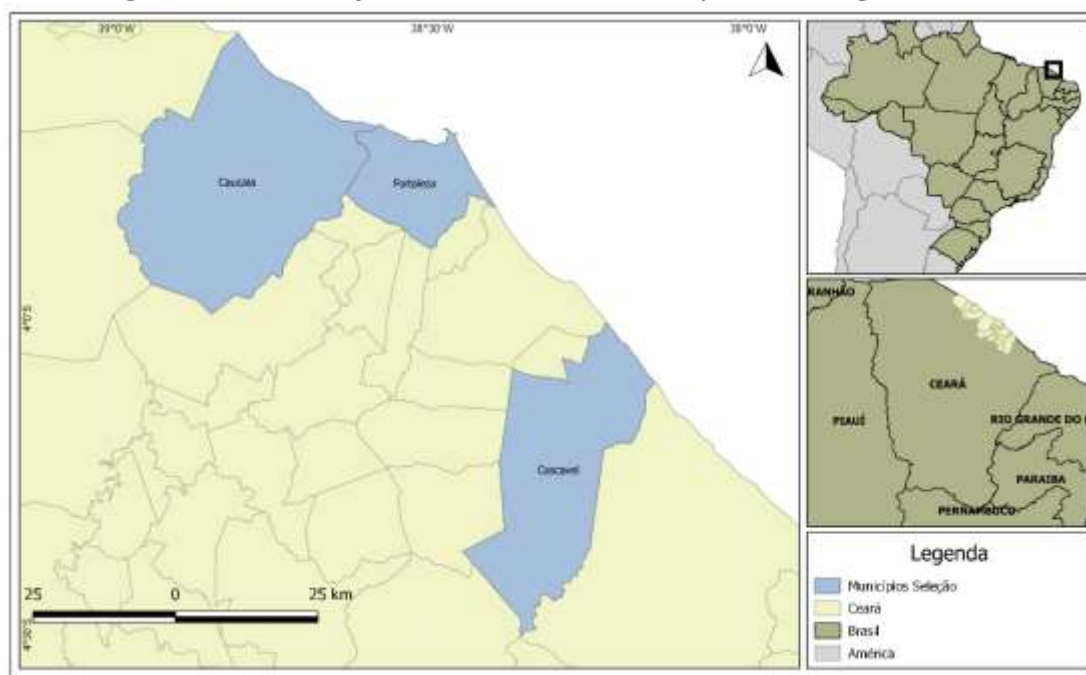 39°0'W
38°30'W
38°0'W
Caucaia
Fortaleza
4°0'S
Cascavel
25 0 25 km
4°30'S
RANHÃO
CEARÁ
PIAUÍ
RIO GRANDE DO
PARAIBA
PERNAMBUCO
Legenda
Municípios Seleção
Ceará
Brasil
América